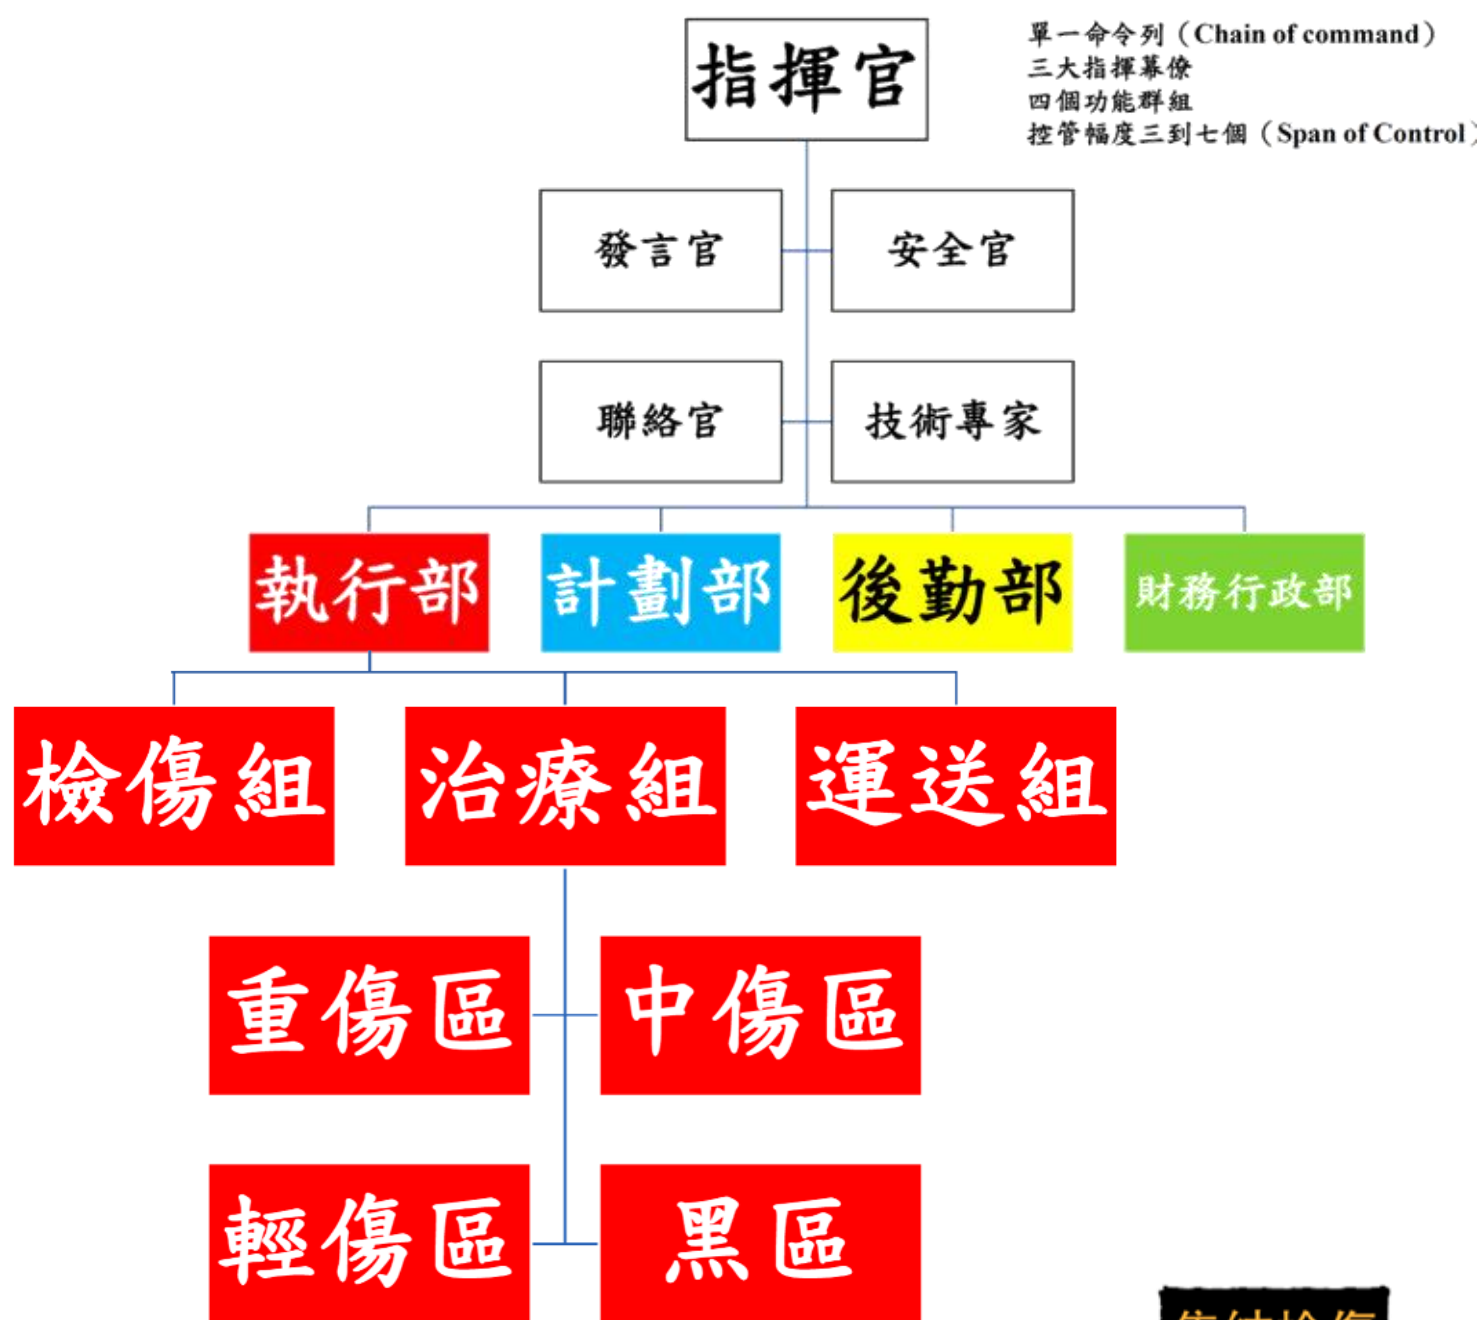 指揮官
單一命令列（Chain of command）
三大指揮幕僚
四個功能群組
控管幅度三到七個（Span of Control）
發言官
安全官
聯絡官
技術專家
執行部
計劃部
後勤部
財務行政部
檢傷組
治療組
運送組
重傷區
中傷區
輕傷區
黑區